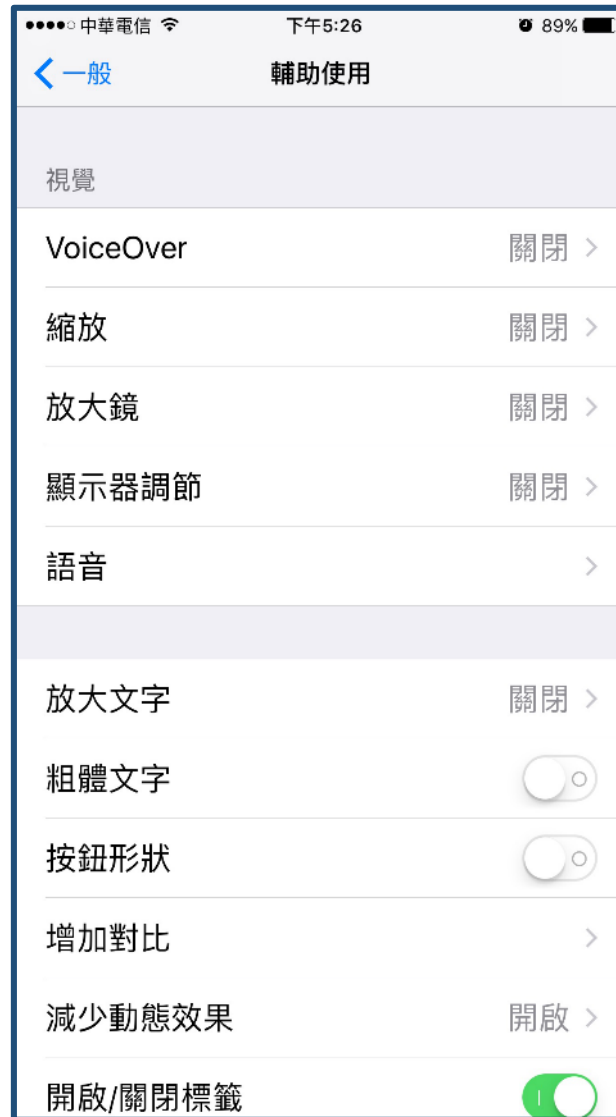 中華電信 下午5:26 89%
一般 輔助使用
視覺
VoiceOver 關閉
縮放 關閉
放大鏡 關閉
顯示器調節 關閉
語音
放大文字 關閉
粗體文字
按鈕形狀
增加對比
減少動態效果 開啟
開啟/關閉標籤